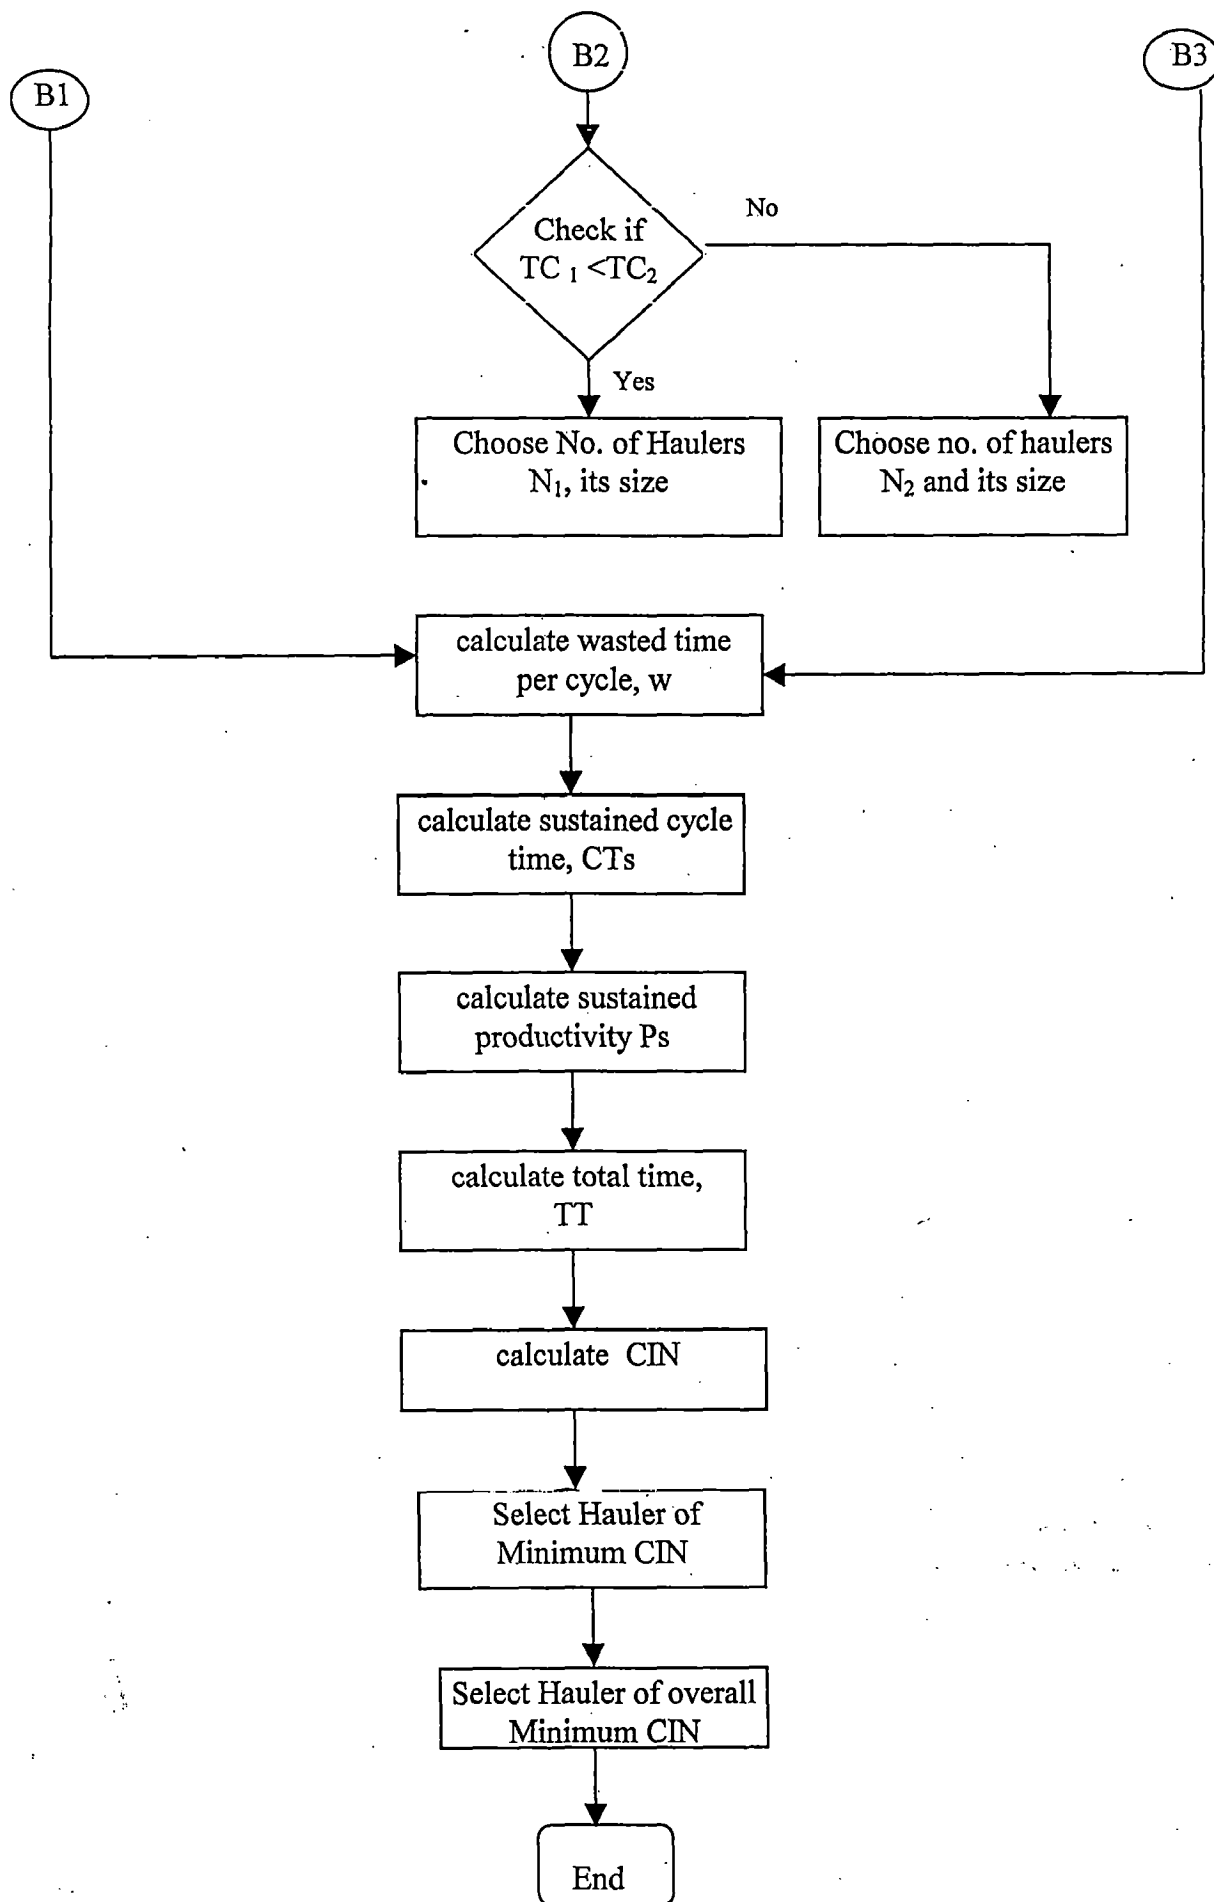 B1
B2
B3
Check if
TC 1 <TC2
No
Yes
Choose No. of Haulers
N1, its size
Choose no. of haulers
N2 and its size
calculate wasted time
per cycle, w
calculate sustained cycle
time, CTs
calculate sustained
productivity Ps
calculate total time,
TT
calculate CIN
Select Hauler of
Minimum CIN
Select Hauler of overall
Minimum CIN
End